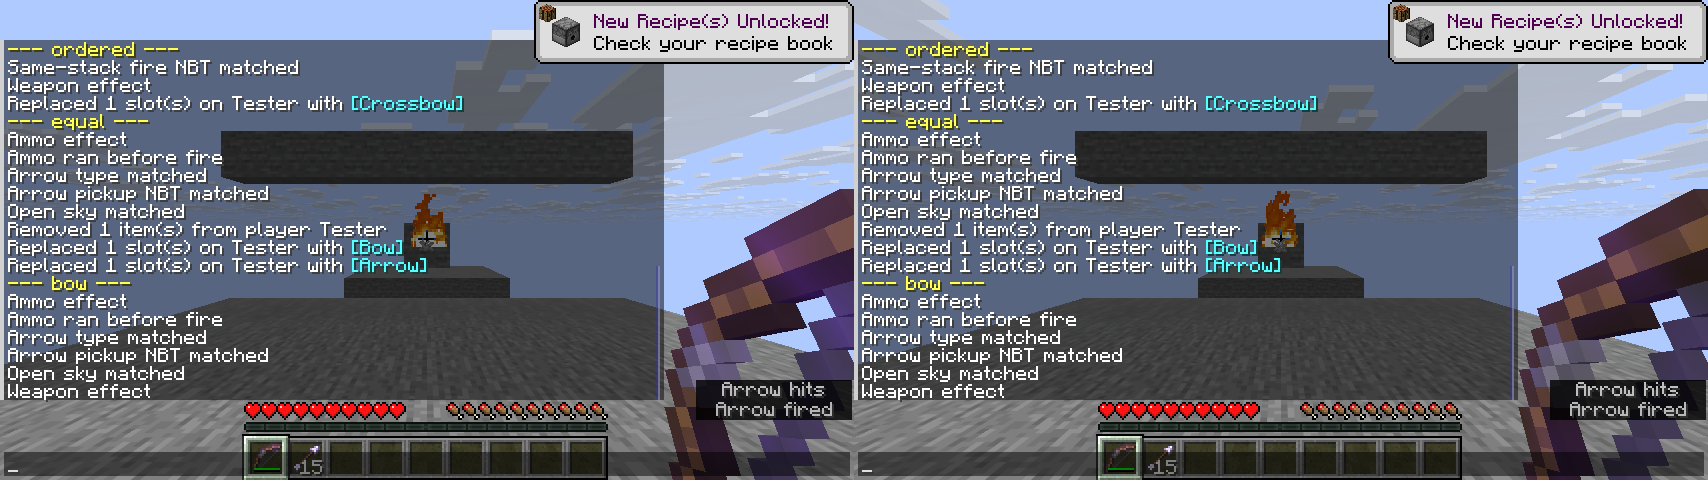 New Recipe(s) Unlocked!
Check your recipe book
--- ordered ---
Same-stack fire NBT matched
Weapon effect
Replaced 1 slot(s) on Tester with [Crossbow]
--- equal ---
Ammo effect
Ammo ran before fire
Arrow type matched
Arrow pickup NBT matched
Open sky matched
Removed 1 item(s) from player Tester
Replaced 1 slot(s) on Tester with [Bow]
Replaced 1 slot(s) on Tester with [Arrow]
--- bow ---
Ammo effect
Ammo ran before fire
Arrow type matched
Arrow pickup NBT matched
Open sky matched
Weapon effect
Arrow hits
Arrow fired
15
_
New Recipe(s) Unlocked!
Check your recipe book
--- ordered ---
Same-stack fire NBT matched
Weapon effect
Replaced 1 slot(s) on Tester with [Crossbow]
--- equal ---
Ammo effect
Ammo ran before fire
Arrow type matched
Arrow pickup NBT matched
Open sky matched
Removed 1 item(s) from player Tester
Replaced 1 slot(s) on Tester with [Bow]
Replaced 1 slot(s) on Tester with [Arrow]
--- bow ---
Ammo effect
Ammo ran before fire
Arrow type matched
Arrow pickup NBT matched
Open sky matched
Weapon effect
Arrow hits
Arrow fired
15
_